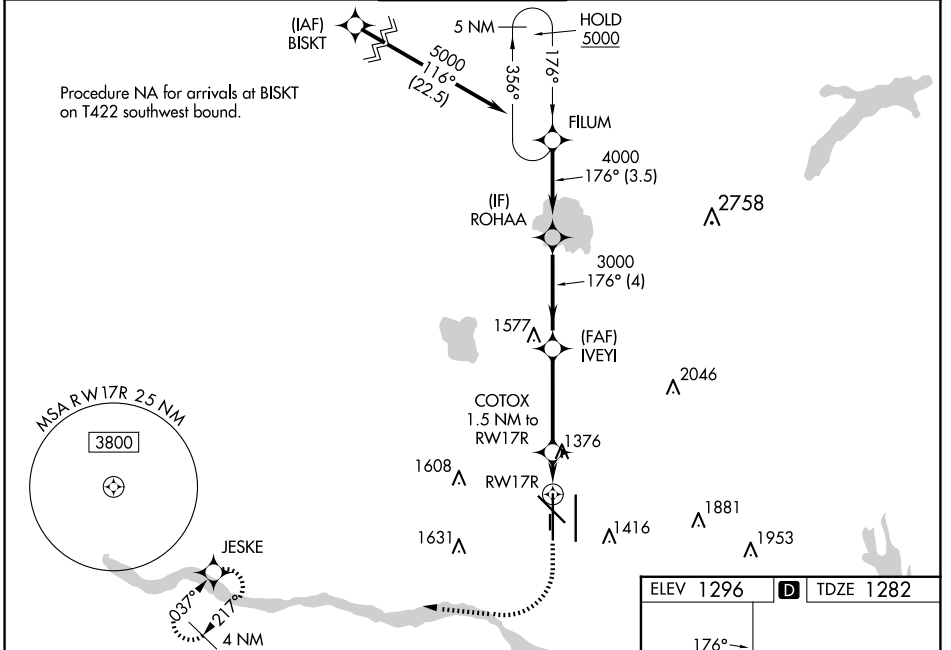 (IAF)
BISKT
5000
116°
(22.5)
5 NM
HOLD
5000
356°
176°
Procedure NA for arrivals at BISKT
on T422 southwest bound.
FILUM
4000
176° (3.5)
(IF)
ROHAA
2758
3000
176° (4)
1577
(FAF)
IVEYI
2046
COTOX
1.5 NM to
RW17R
1376
MSA RW17R 25 NM
3800
1608
RW17R
1631
1416
1881
1953
JESKE
037°
217°
4 NM
ELEV 1296 D TDZE 1282
176°